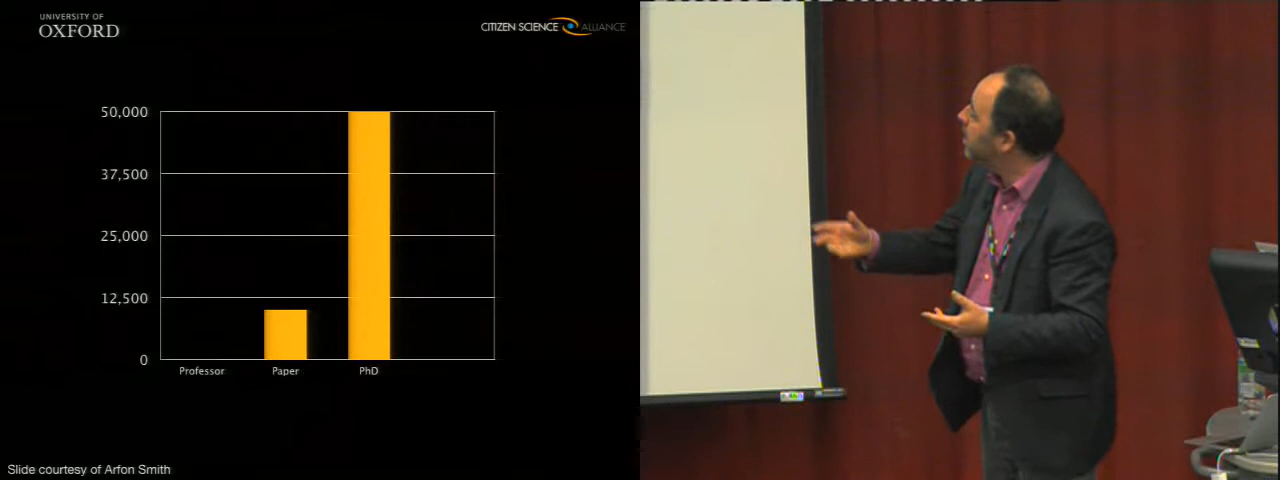 UNIVERSITY OF
OXFORD
CITIZEN SCIENCE ALLIANCE
50,000
37,500
25,000
12,500
0
Professor
Paper
PhD
Slide courtesy of Arfon Smith